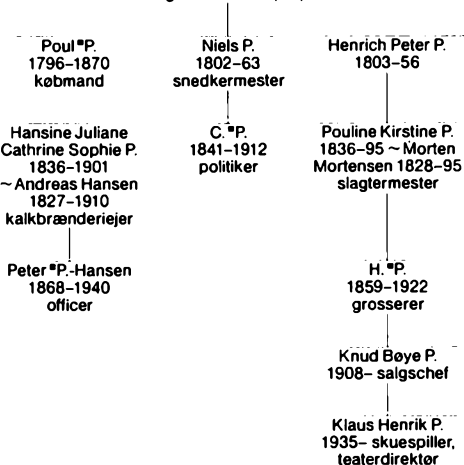 Poul ▪P.
1796–1870
købmand
Niels P.
1802–63
snedkermester
Henrich Peter P.
1803–56
Hansine Juliane
Cathrine Sophie P.
1836–1901
~ Andreas Hansen
1827–1910
kalkbrænderiejer
C. ▪P.
1841–1912
politiker
Pouline Kirstine P.
1836–95 ~ Morten
Mortensen 1828–95
slagtermester
Peter ▪P.-Hansen
1868–1940
officer
H. ▪P.
1859–1922
grosserer
Knud Bøye P.
1908– salgschef
Klaus Henrik P.
1935– skuespiller,
teaterdirektør